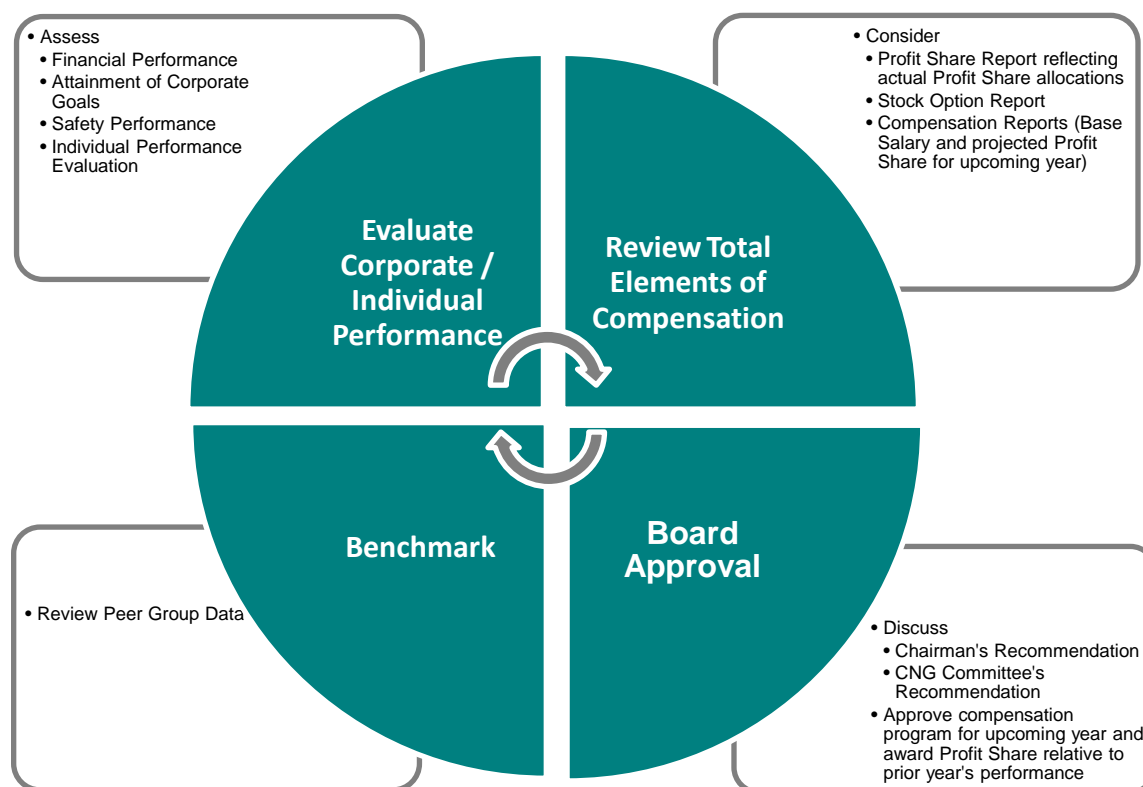 • Assess
• Financial Performance
• Attainment of Corporate
Goals
• Safety Performance
• Individual Performance
Evaluation
• Consider
• Profit Share Report reflecting
actual Profit Share allocations
• Stock Option Report
• Compensation Reports (Base
Salary and projected Profit
Share for upcoming year)
Evaluate
Corporate /
Individual
Performance
Review Total
Elements of
Compensation
Benchmark
Board
Approval
• Review Peer Group Data
• Discuss
• Chairman's Recommendation
• CNG Committee's
Recommendation
• Approve compensation
program for upcoming year and
award Profit Share relative to
prior year's performance